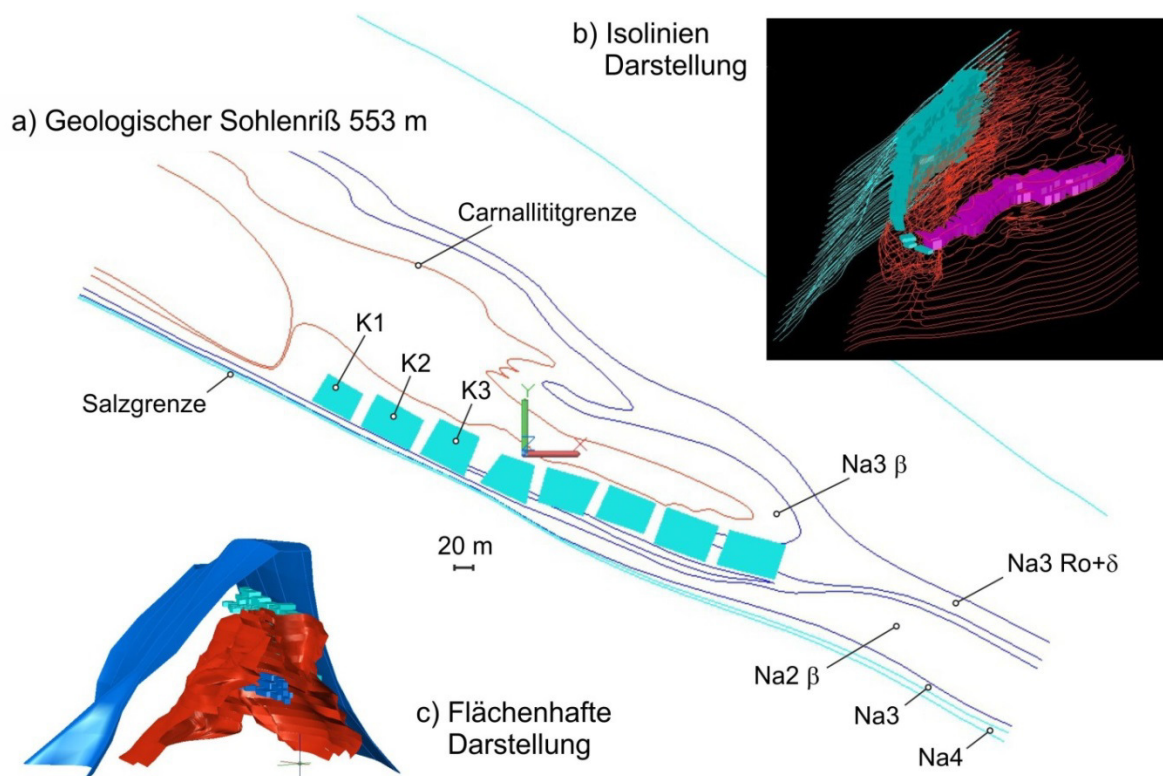 b) Isolinien
Darstellung
a) Geologischer Sohlenriß 553 m
Carnallititgrenze
K1
K2
K3
Salzgrenze
Y
Z
X
Na3 β
20 m
Na3 Ro+δ
Na2 β
Na3
Na4
c) Flächenhafte
Darstellung